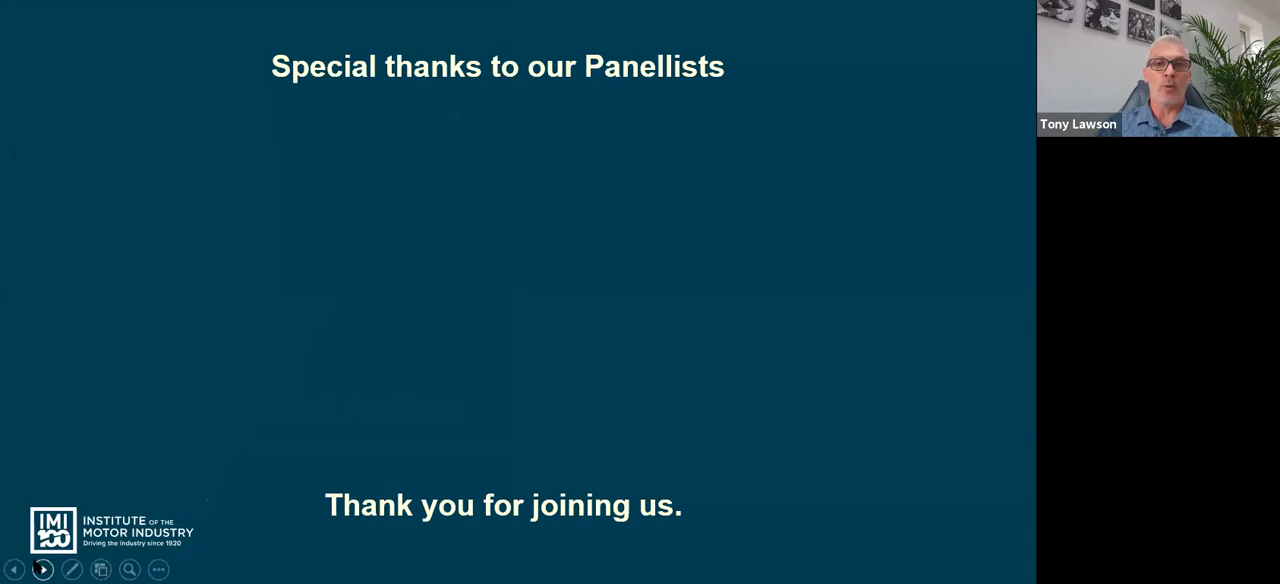 Special thanks to our Panellists
Tony Lawson
Thank you for joining us.
IMI
100
INSTITUTE OF THE
MOTOR INDUSTRY
Driving the industry since 1920